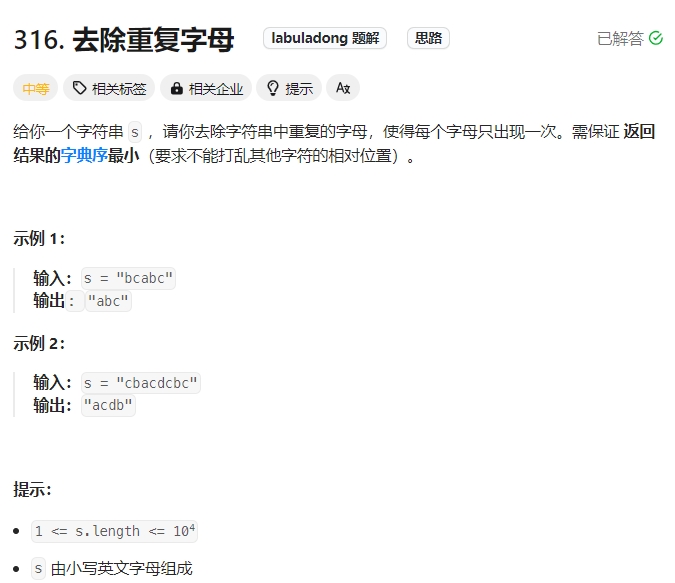 316. 去除重复字母 labuladong 题解 思路 已解答
中等 相关标签 相关企业 提示 Aх
给你一个字符串 s ，请你去除字符串中重复的字母，使得每个字母只出现一次。需保证 返回
结果的字典序最小（要求不能打乱其他字符的相对位置）。
示例 1：
输入：s = "bcabc"
输出："abc"
示例 2：
输入：s = "cbacdcbc"
输出："acdb"
提示：
1 <= s.length <= 10⁴
s 由小写英文字母组成